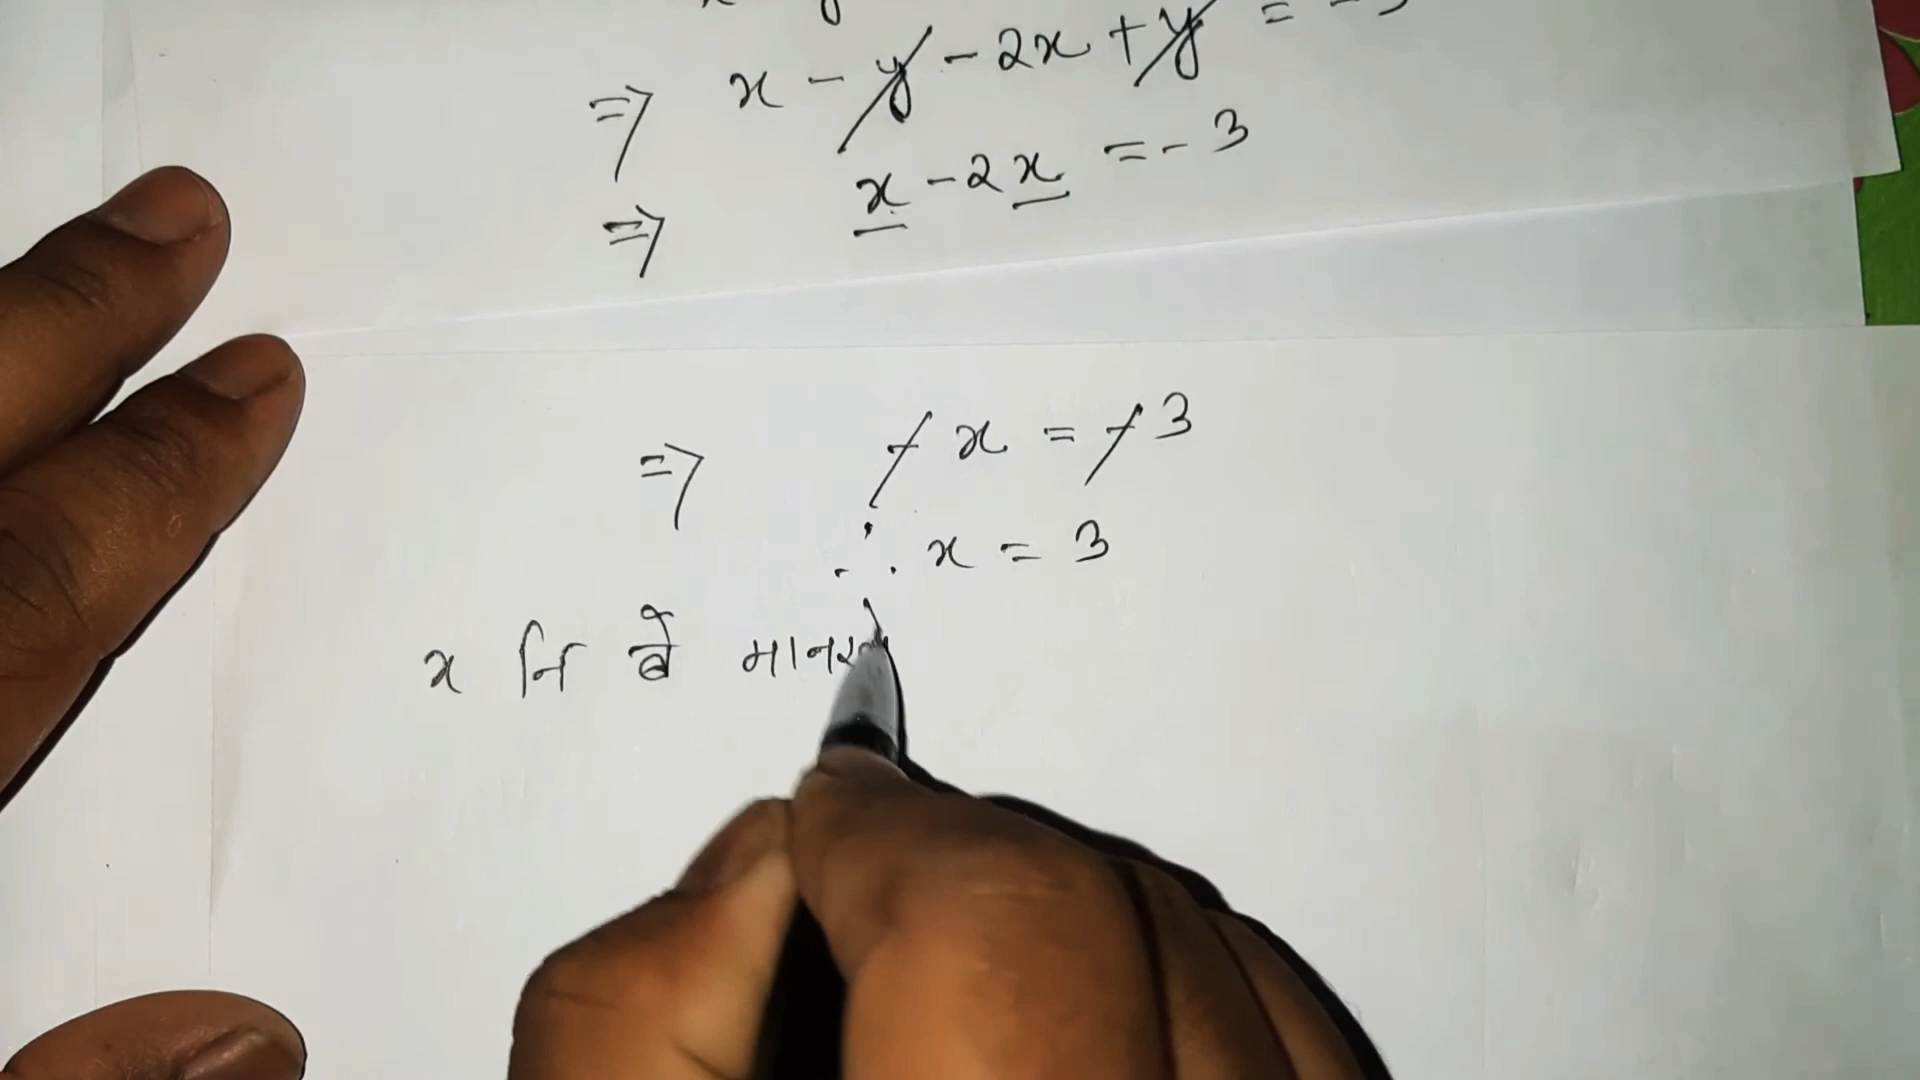 => x - y - 2x + y = - 3
=> x - 2x = - 3
=> - x = - 3
∴ x = 3
x नि बे